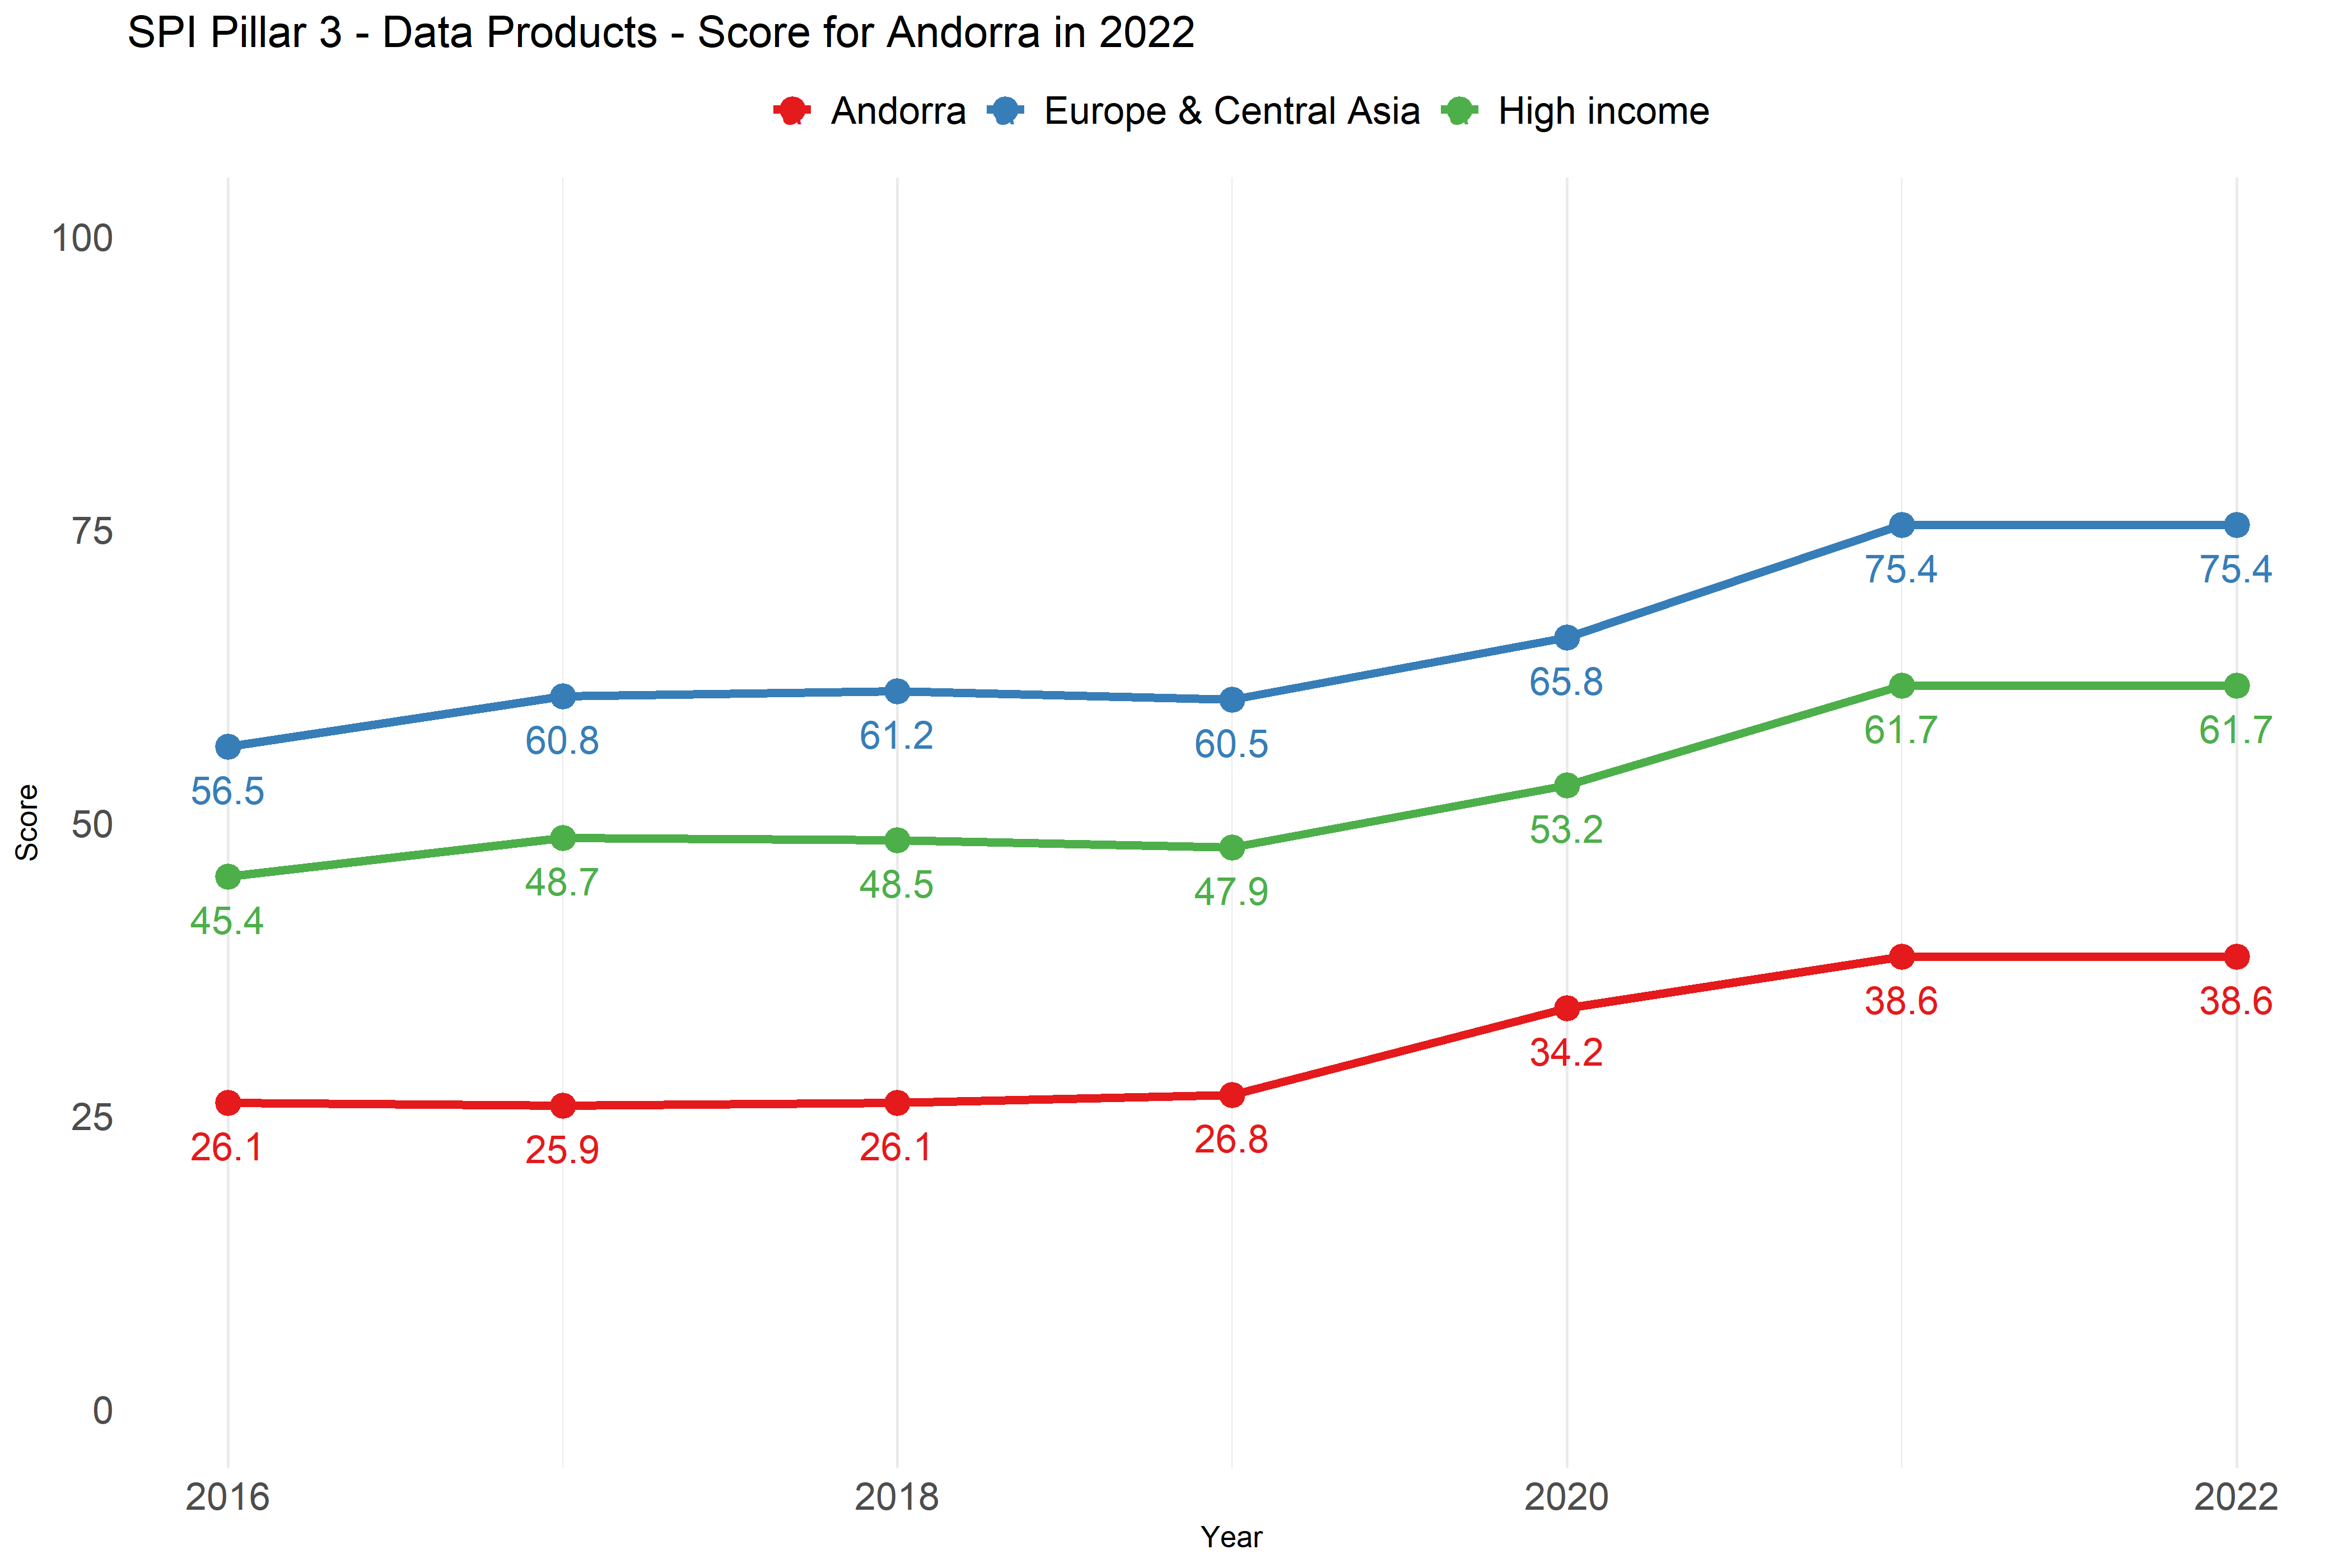 SPI Pillar 3 - Data Products - Score for Andorra in 2022
Andorra Europe & Central Asia High income
100
75
50
25
0
Score
75.4 75.4
65.8
60.8 61.2 60.5
56.5
61.7 61.7
53.2
48.7 48.5 47.9
45.4
38.6 38.6
34.2
26.1 25.9 26.1 26.8
2016 2018 2020 2022
Year